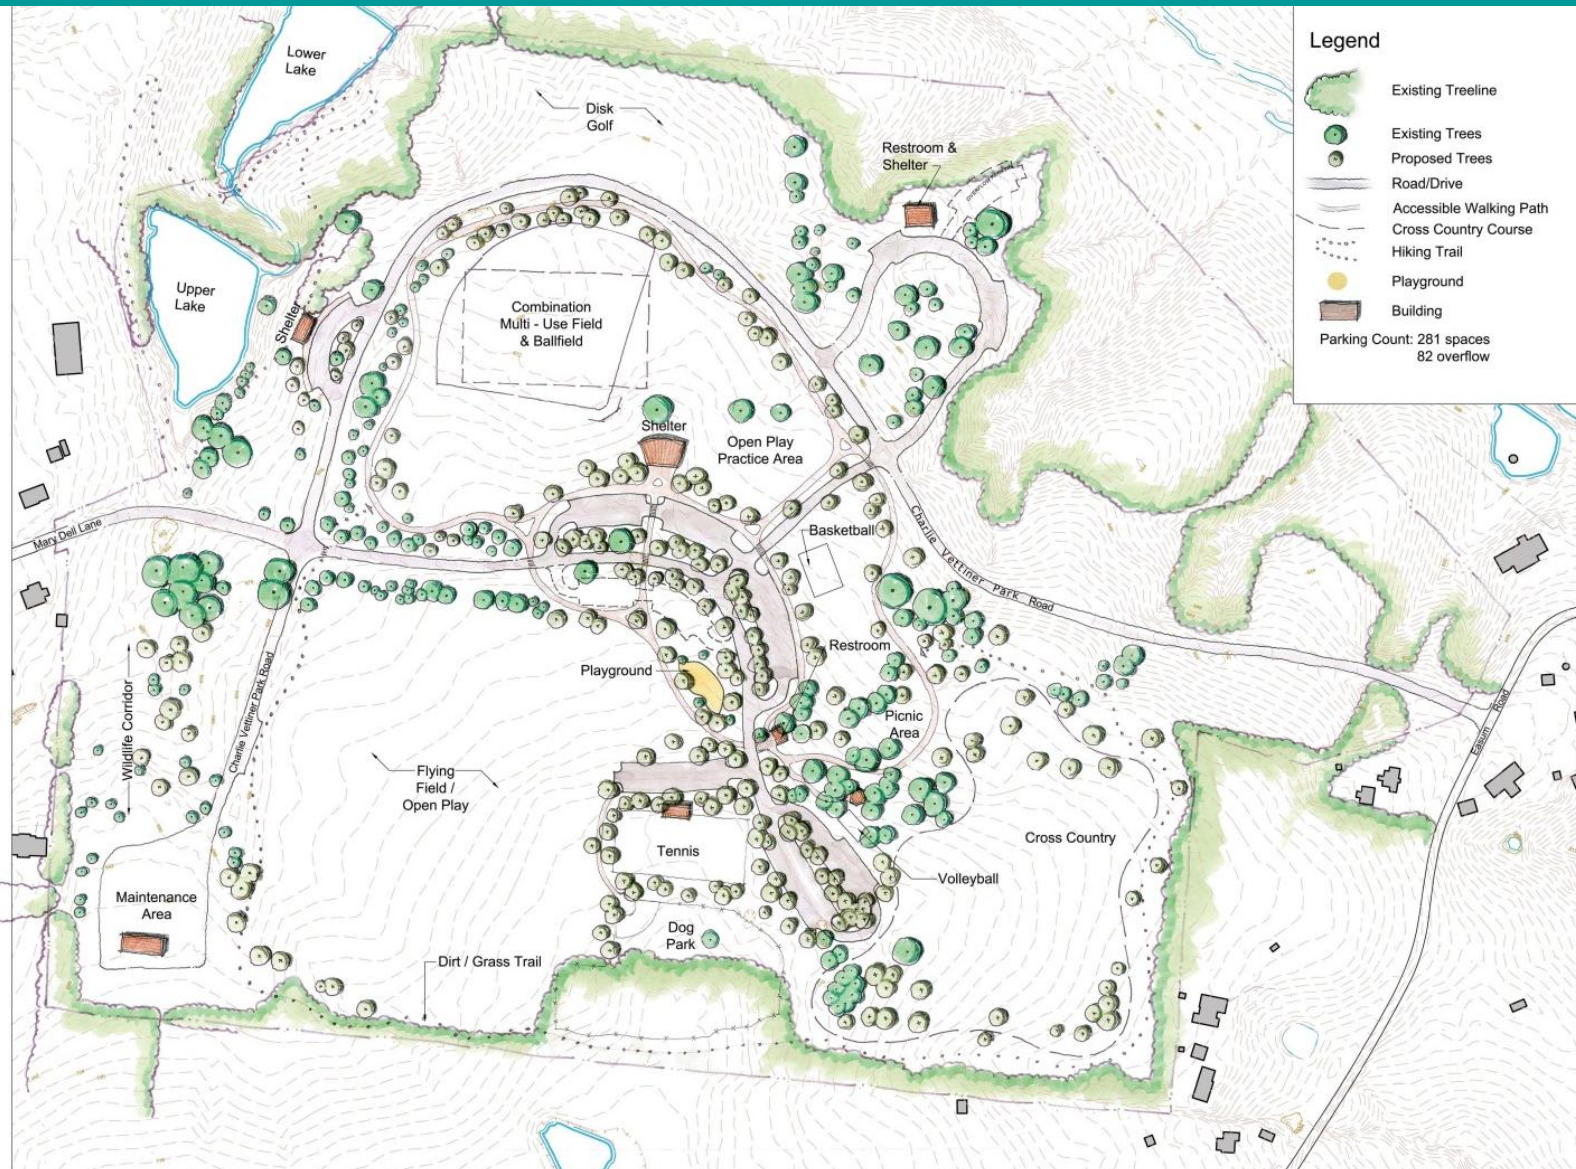 Legend
Existing Treeline
Existing Trees
Proposed Trees
Road/Drive
Accessible Walking Path
Cross Country Course
Hiking Trail
Playground
Building
Parking Count: 281 spaces
82 overflow
Lower
Lake
Disk
Golf
Restroom &
Shelter
Upper
Lake
Shelter
Combination
Multi - Use Field
& Ballfield
Shelter
Open Play
Practice Area
Mary Dell Lane
Basketball
Charlie Vettiner Park Road
Restroom
Playground
Picnic
Area
Wildlife Corridor
Charlie Vettiner Park Road
Easum Road
Flying
Field /
Open Play
Cross Country
Tennis
Volleyball
Maintenance
Area
Dog
Park
Dirt / Grass Trail